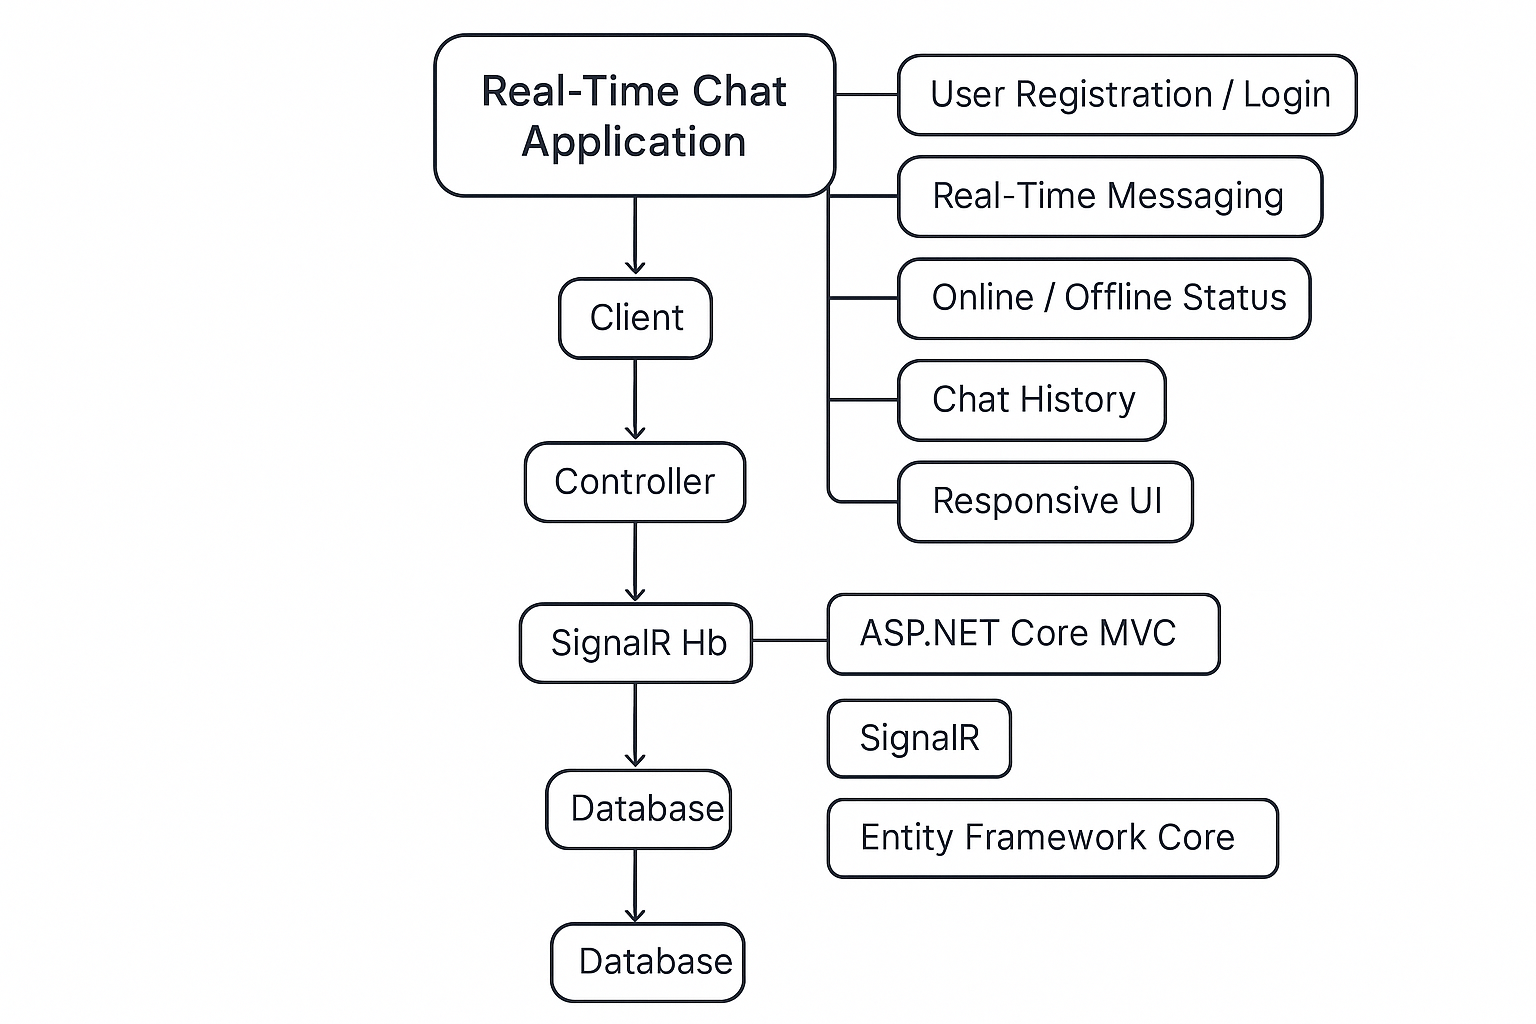 Real-Time Chat
Application
User Registration / Login
Real-Time Messaging
Online / Offline Status
Chat History
Responsive UI
Client
Controller
SignalR Hb
ASP.NET Core MVC
SignalR
Entity Framework Core
Database
Database